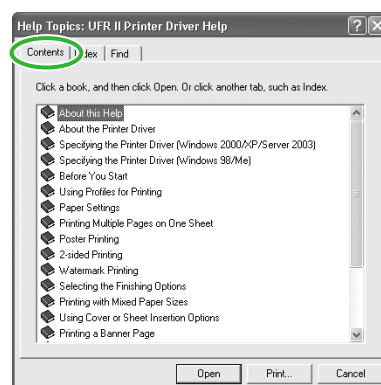 Help Topics: UFR II Printer Driver Help
Contents Index Find
Click a book, and then click Open. Or click another tab, such as Index.
About this Help
About the Printer Driver
Specifying the Printer Driver (Windows 2000/XP/Server 2003)
Specifying the Printer Driver (Windows 98/Me)
Before You Start
Using Profiles for Printing
Paper Settings
Printing Multiple Pages on One Sheet
Poster Printing
2-sided Printing
Watermark Printing
Selecting the Finishing Options
Printing with Mixed Paper Sizes
Using Cover or Sheet Insertion Options
Printing a Banner Page
Open Print... Cancel